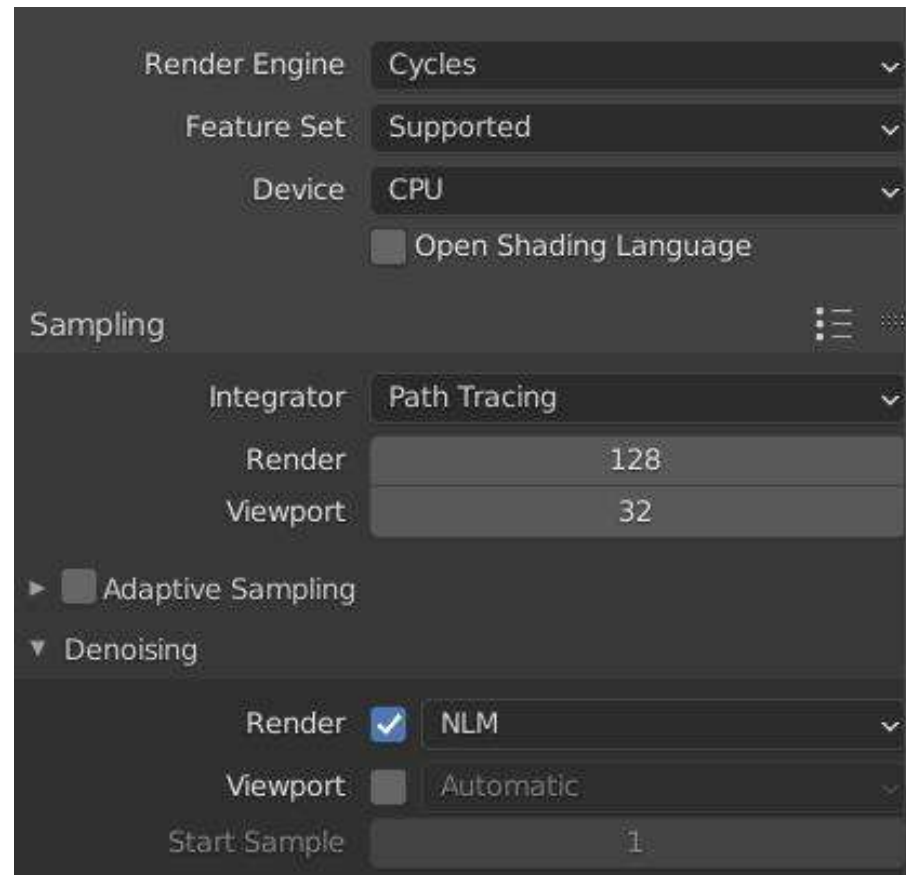 Render Engine Cycles
Feature Set Supported
Device CPU
Open Shading Language
Sampling
Integrator Path Tracing
Render 128
Viewport 32
Adaptive Sampling
Denoising
Render NLM
Viewport Automatic
Start Sample 1